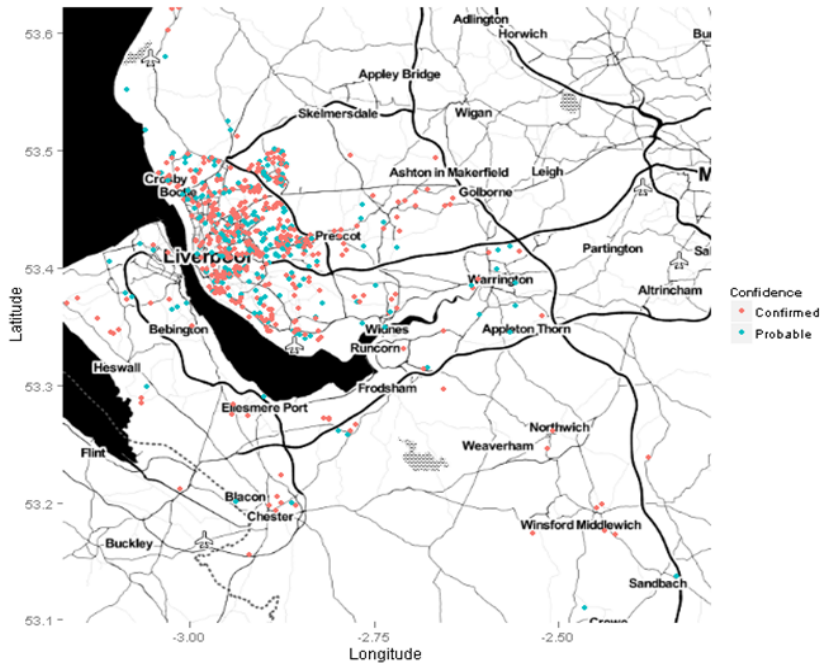 53.6
53.5
53.4
53.3
53.2
53.1
Latitude
Adlington
Horwich
Bu
Appley Bridge
Skelmersdale
Wigan
Ashton in Makerfield
Leigh
Golborne
M
Crosby
Bootle
Prescot
Liverpool
Partington
Sal
Warrington
Altrincham
Bebington
Widnes
Appleton Thorn
Runcorn
Heswall
Frodsham
Ellesmere Port
Northwich
Weaverham
Flint
Blacon
Chester
Winsford
Middlewich
Buckley
Sandbach
Crewe
-3.00
-2.75
-2.50
Longitude
Confidence
Confirmed
Probable